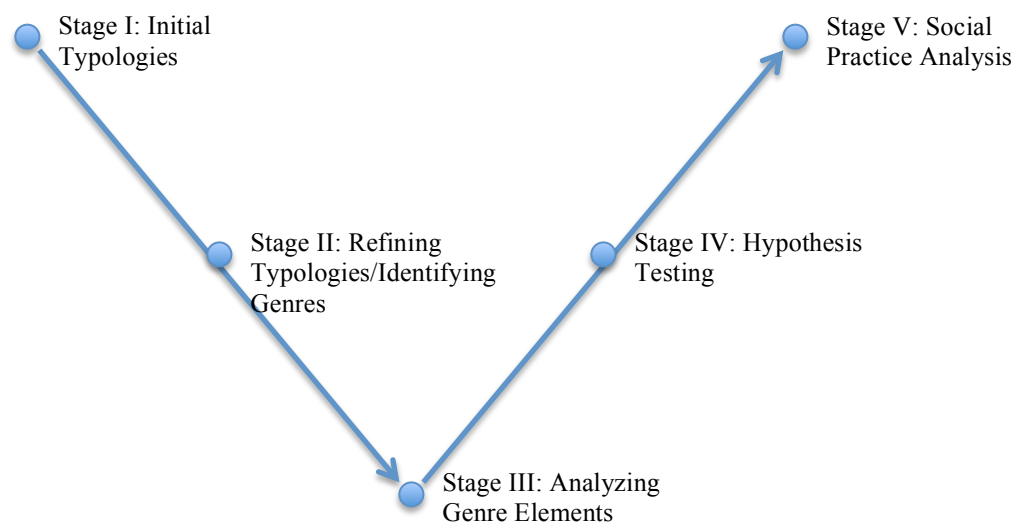 Stage I: Initial
Typologies
Stage II: Refining
Typologies/Identifying
Genres
Stage III: Analyzing
Genre Elements
Stage IV: Hypothesis
Testing
Stage V: Social
Practice Analysis